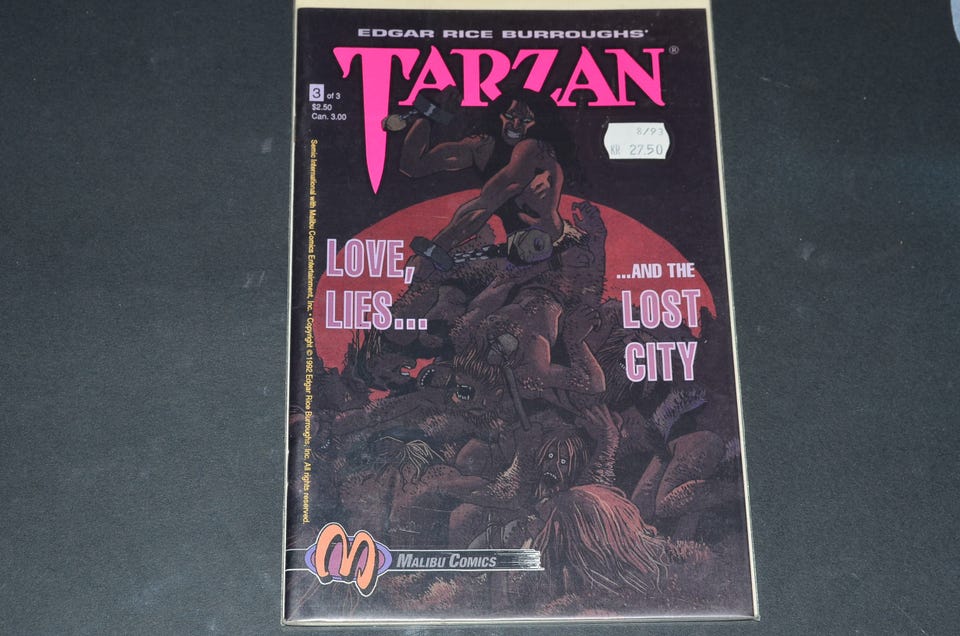 EDGAR RICE BURROUGHS'
TARZAN®
3 of 3
$2.50
Can. 3.00
8/93
KR 27.50
LOVE,
LIES...
...AND THE
LOST
CITY
Semic International with Malibu Comics Entertainment, Inc. • Copyright © 1992 Edgar Rice Burroughs, Inc. All rights reserved.
M
MALIBU COMICS